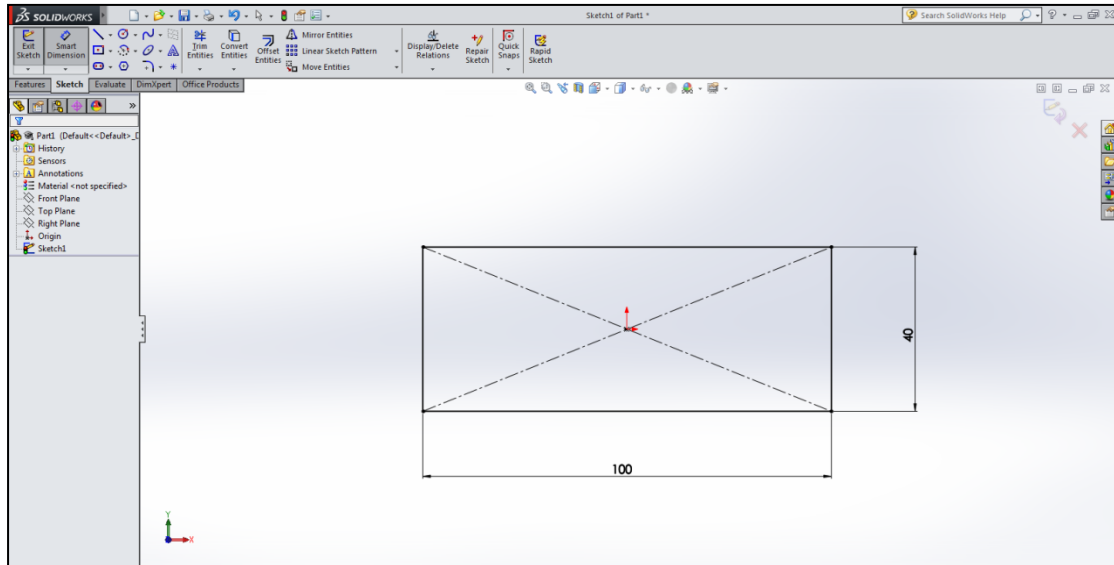 SOLIDWORKS
Sketch1 of Part1 *
Search SolidWorks Help
Exit Sketch
Smart Dimension
Trim Entities
Convert Entities
Offset Entities
Mirror Entities
Linear Sketch Pattern
Move Entities
Display/Delete Relations
Repair Sketch
Quick Snaps
Rapid Sketch
Features Sketch Evaluate DimXpert Office Products
Part1 (Default<<Default>_D
History
Sensors
Annotations
Material <not specified>
Front Plane
Top Plane
Right Plane
Origin
Sketch1
40
100
Y
X